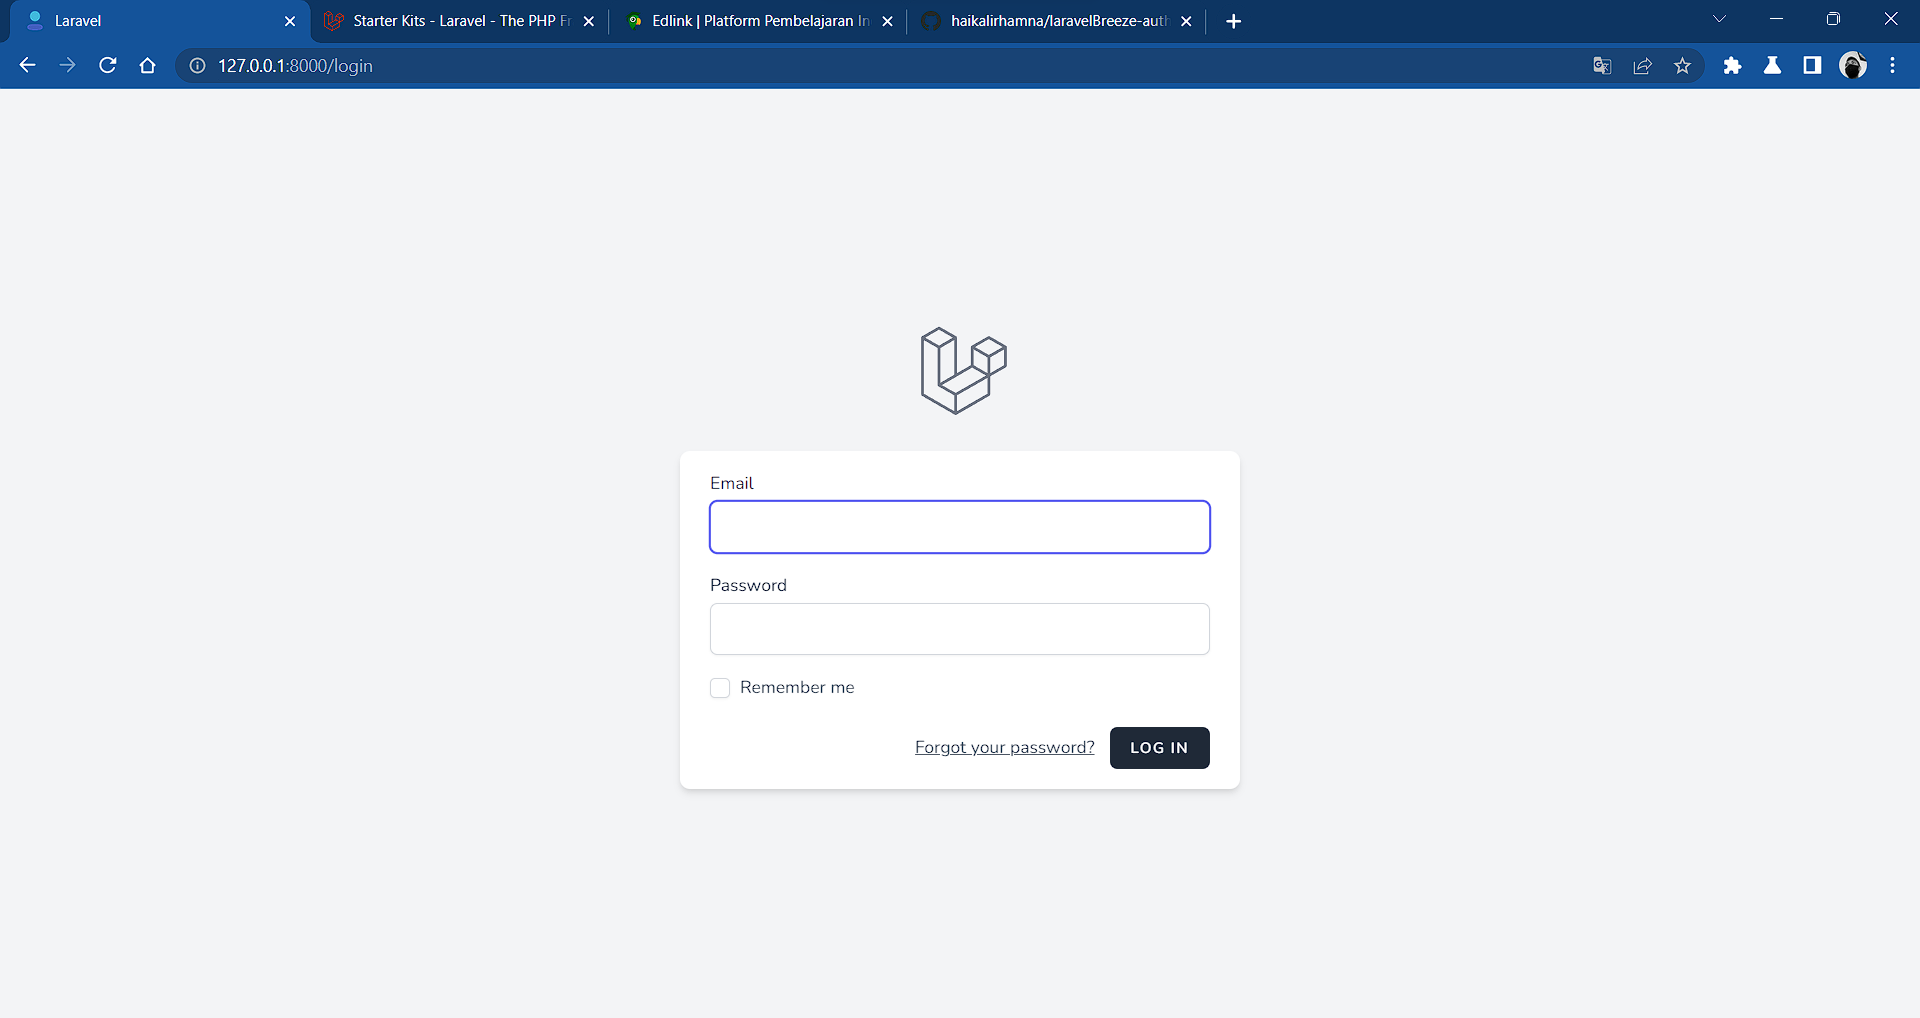 Laravel
Starter Kits - Laravel - The PHP Fr
Edlink | Platform Pembelajaran In
haikalirhamna/laravelBreeze-auth
127.0.0.1:8000/login
Email
Password
Remember me
Forgot your password?
LOG IN